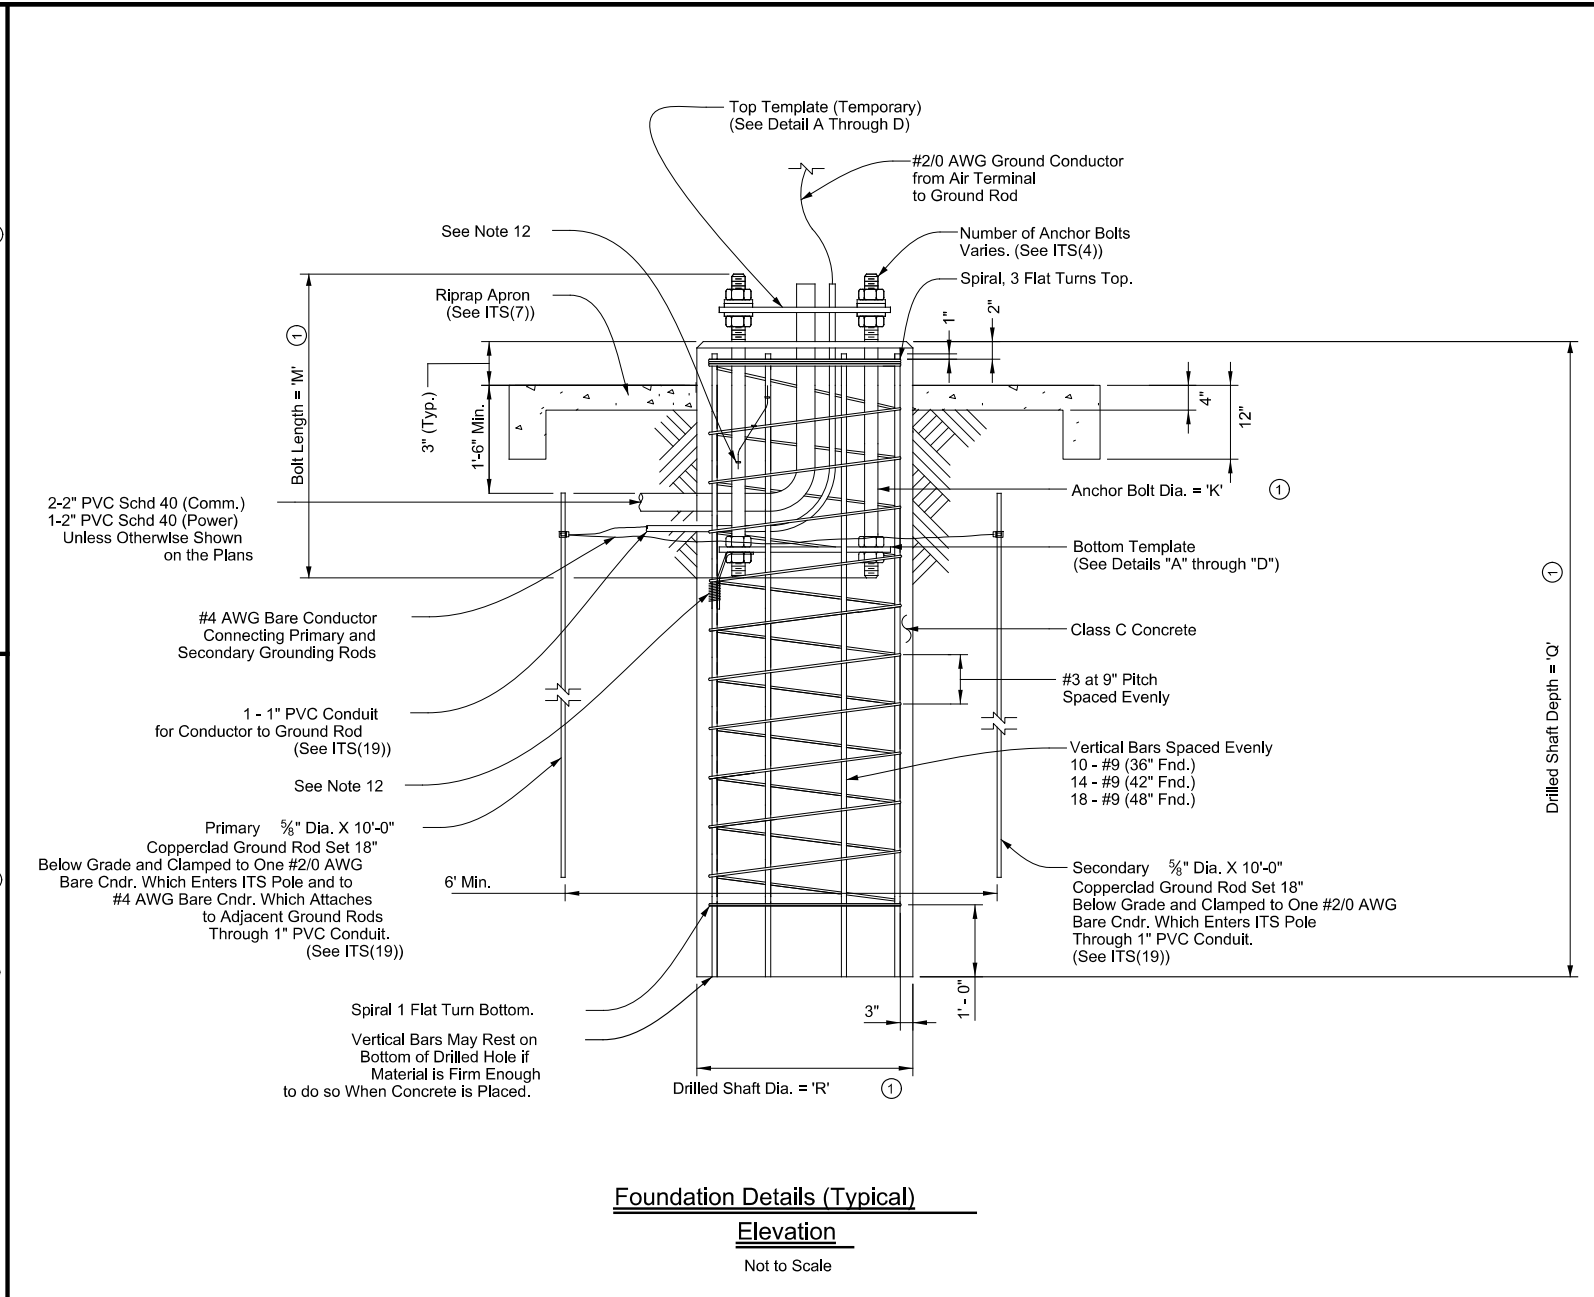 Top Template (Temporary)
(See Detail A Through D)
#2/0 AWG Ground Conductor
from Air Terminal
to Ground Rod
See Note 12
Number of Anchor Bolts
Varies. (See ITS(4))
Spiral, 3 Flat Turns Top.
Riprap Apron
(See ITS(7))
1"
2"
Bolt Length = 'M'
1
3" (Typ.)
1'-6" Min.
4"
12"
2-2" PVC Schd 40 (Comm.)
1-2" PVC Schd 40 (Power)
Unless Otherwise Shown
on the Plans
Anchor Bolt Dia. = 'K'
1
Bottom Template
(See Details "A" through "D")
#4 AWG Bare Conductor
Connecting Primary and
Secondary Grounding Rods
Class C Concrete
1
Drilled Shaft Depth = 'Q'
#3 at 9" Pitch
Spaced Evenly
1 - 1" PVC Conduit
for Conductor to Ground Rod
(See ITS(19))
See Note 12
Vertical Bars Spaced Evenly
10 - #9 (36" Fnd.)
14 - #9 (42" Fnd.)
18 - #9 (48" Fnd.)
Primary ⅝" Dia. X 10'-0"
Copperclad Ground Rod Set 18"
Below Grade and Clamped to One #2/0 AWG
Bare Cndr. Which Enters ITS Pole and to
#4 AWG Bare Cndr. Which Attaches
to Adjacent Ground Rods
Through 1" PVC Conduit.
(See ITS(19))
6' Min.
Secondary ⅝" Dia. X 10'-0"
Copperclad Ground Rod Set 18"
Below Grade and Clamped to One #2/0 AWG
Bare Cndr. Which Enters ITS Pole
Through 1" PVC Conduit.
(See ITS(19))
Spiral 1 Flat Turn Bottom.
3"
1' - 0"
Vertical Bars May Rest on
Bottom of Drilled Hole if
Material is Firm Enough
to do so When Concrete is Placed.
Drilled Shaft Dia. = 'R'
1
Foundation Details (Typical)
Elevation
Not to Scale